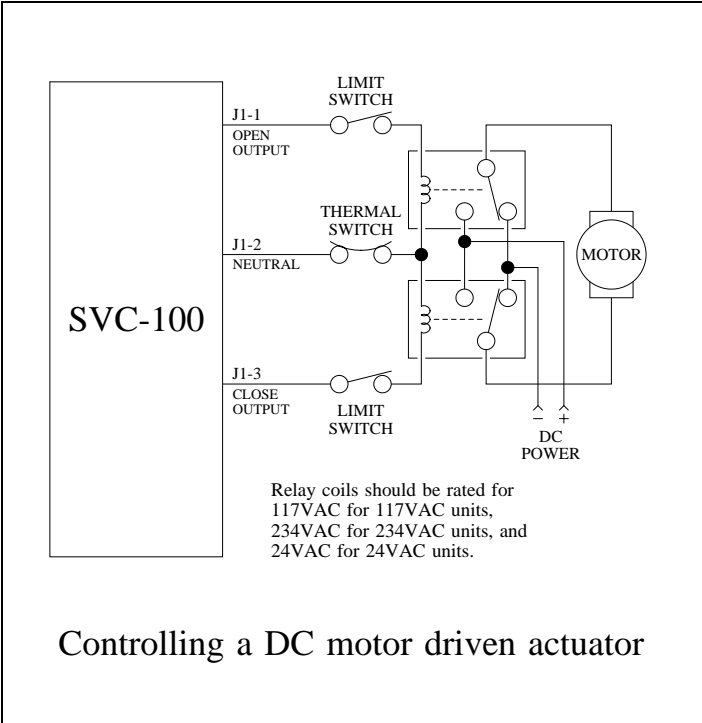 LIMIT
SWITCH
J1-1
OPEN
OUTPUT
THERMAL
SWITCH
J1-2
NEUTRAL
MOTOR
SVC-100
J1-3
CLOSE
OUTPUT
LIMIT
SWITCH
− +
DC
POWER
Relay coils should be rated for
117VAC for 117VAC units,
234VAC for 234VAC units, and
24VAC for 24VAC units.
Controlling a DC motor driven actuator